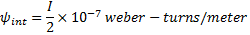 ψ_int = I/2 × 10⁻⁷ weber − turns/meter